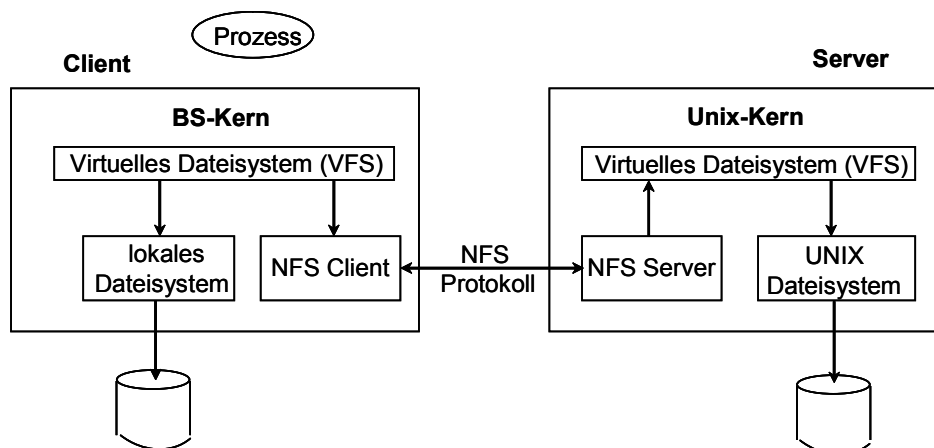 Prozess
Client
Server
BS-Kern
Unix-Kern
Virtuelles Dateisystem (VFS)
Virtuelles Dateisystem (VFS)
lokales
Dateisystem
NFS Client
NFS
Protokoll
NFS Server
UNIX
Dateisystem